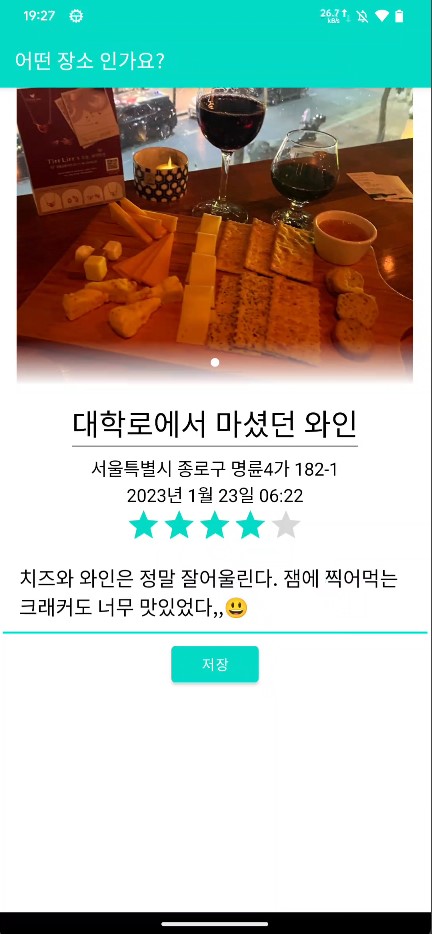 19:27
26.7
kB/s
어떤 장소 인가요?
대학로에서 마셨던 와인
서울특별시 종로구 명륜4가 182-1
2023년 1월 23일 06:22
치즈와 와인은 정말 잘어울린다. 잼에 찍어먹는
크래커도 너무 맛있었다,,😃
저장